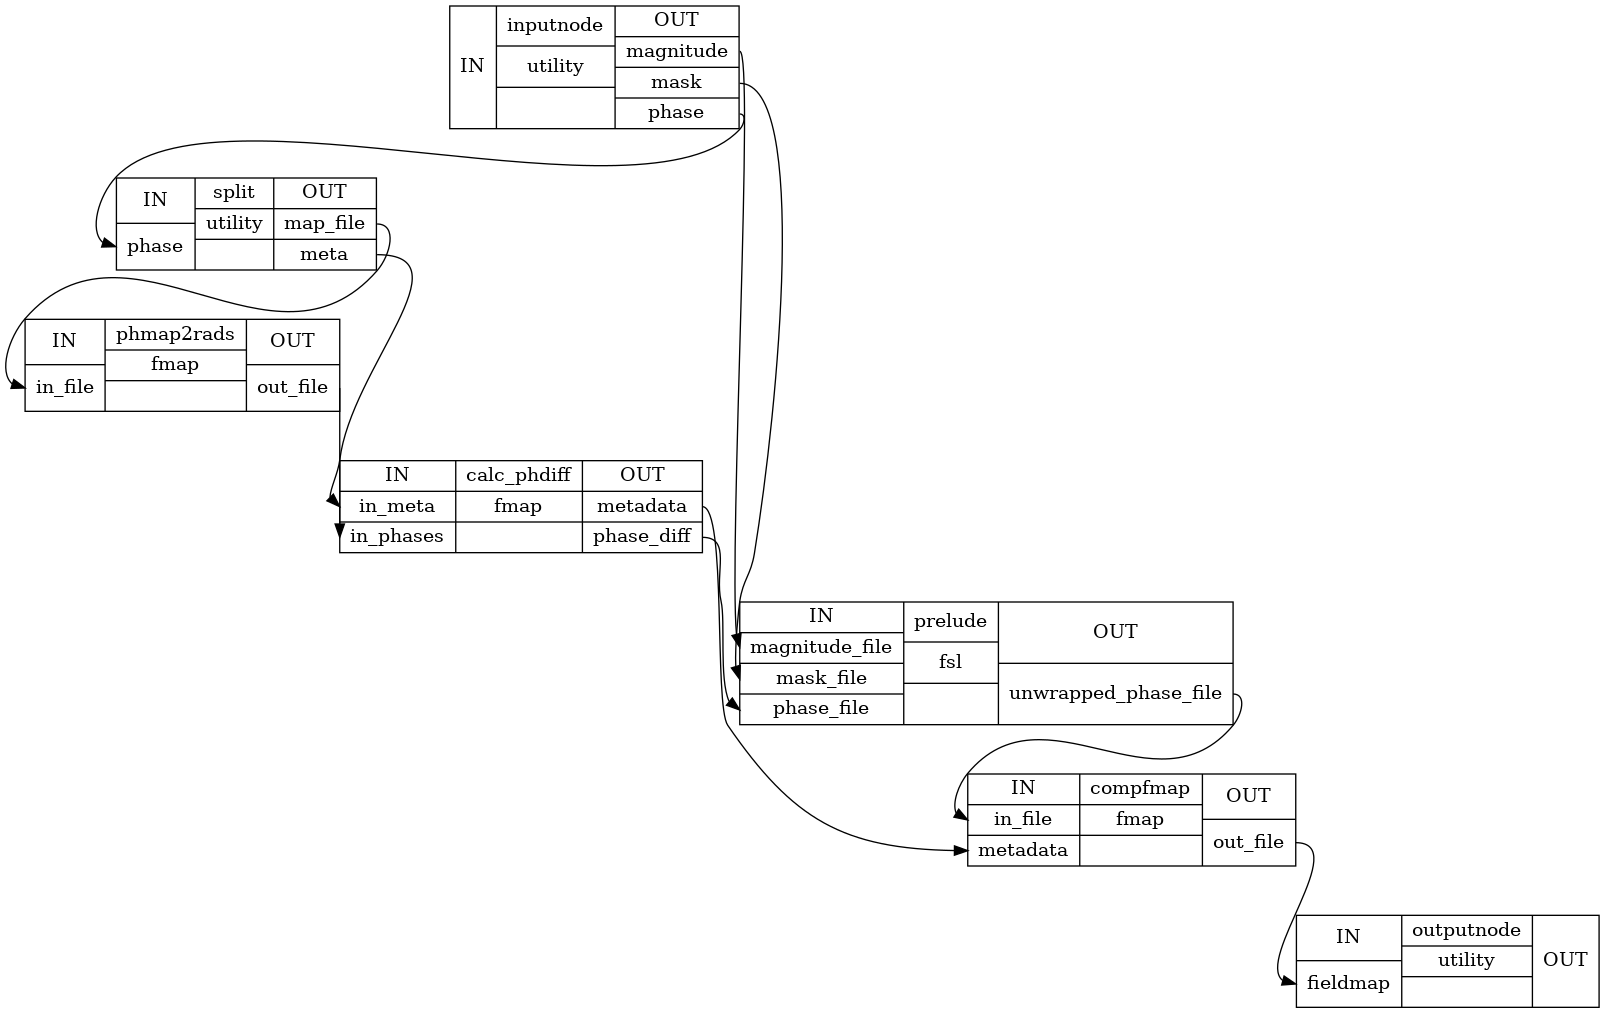 IN
inputnode
utility
OUT
magnitude
mask
phase
IN
phase
split
utility
OUT
map_file
meta
IN
in_file
phmap2rads
fmap
OUT
out_file
IN
in_meta
in_phases
calc_phdiff
fmap
OUT
metadata
phase_diff
IN
magnitude_file
mask_file
phase_file
prelude
fsl
OUT
unwrapped_phase_file
IN
in_file
metadata
compfmap
fmap
OUT
out_file
IN
fieldmap
outputnode
utility
OUT